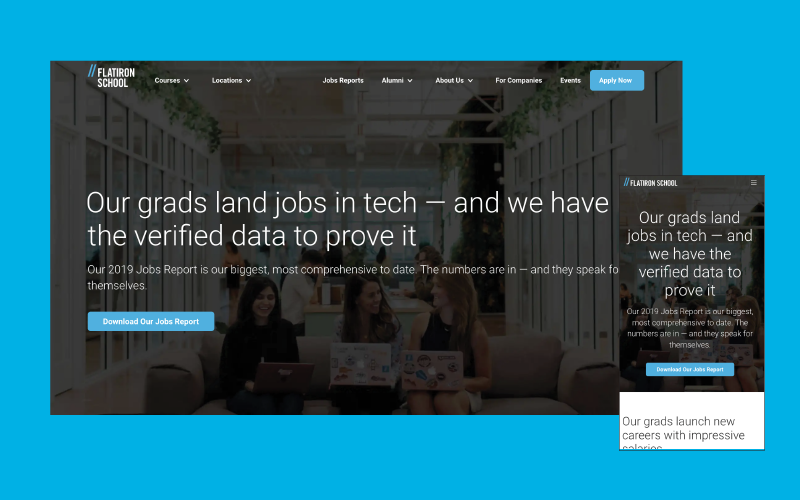 FLATIRON
SCHOOL
Courses
Locations
Jobs Reports
Alumni
About Us
For Companies
Events
Apply Now
Our grads land jobs in tech — and we have
the verified data to prove it
Our 2019 Jobs Report is our biggest, most comprehensive to date. The numbers are in — and they speak fo
themselves.
Download Our Jobs Report
FLATIRON SCHOOL
Our grads land
jobs in tech — and
we have the
verified data to
prove it
Our 2019 Jobs Report is our biggest,
most comprehensive to date. The
numbers are in — and they speak for
themselves.
Download Our Jobs Report
Our grads launch new
careers with impressive
salaries